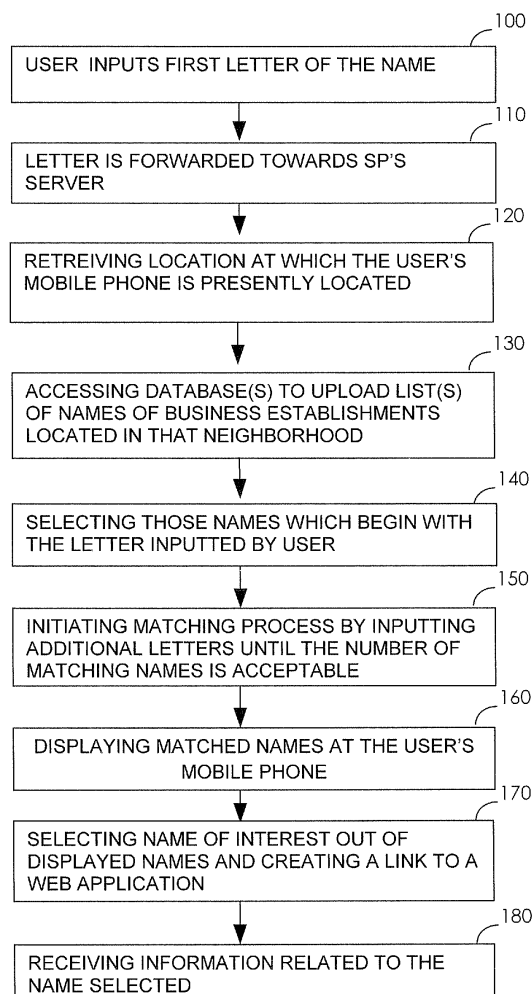 100
USER INPUTS FIRST LETTER OF THE NAME
110
LETTER IS FORWARDED TOWARDS SP'S
SERVER
120
RETREIVING LOCATION AT WHICH THE USER'S
MOBILE PHONE IS PRESENTLY LOCATED
130
ACCESSING DATABASE(S) TO UPLOAD LIST(S)
OF NAMES OF BUSINESS ESTABLISHMENTS
LOCATED IN THAT NEIGHBORHOOD
140
SELECTING THOSE NAMES WHICH BEGIN WITH
THE LETTER INPUTTED BY USER
150
INITIATING MATCHING PROCESS BY INPUTTING
ADDITIONAL LETTERS UNTIL THE NUMBER OF
MATCHING NAMES IS ACCEPTABLE
160
DISPLAYING MATCHED NAMES AT THE USER'S
MOBILE PHONE
170
SELECTING NAME OF INTEREST OUT OF
DISPLAYED NAMES AND CREATING A LINK TO A
WEB APPLICATION
180
RECEIVING INFORMATION RELATED TO THE
NAME SELECTED